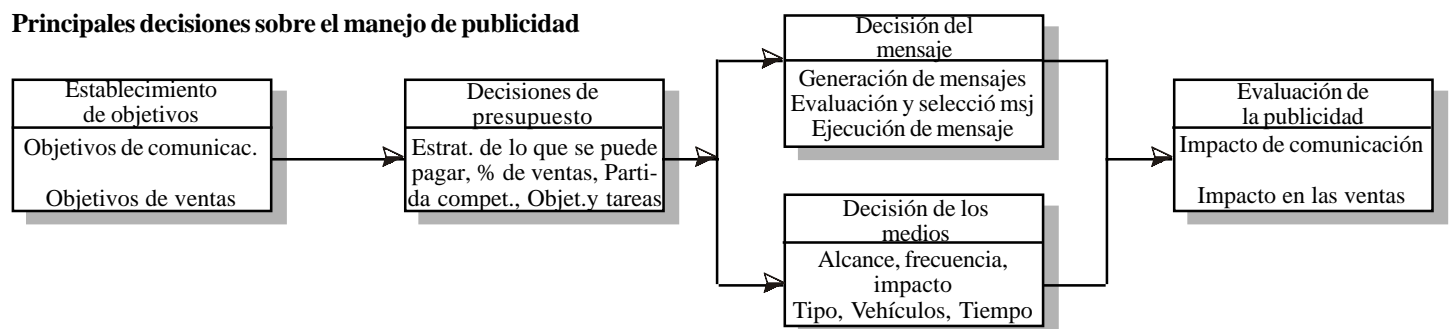 Principales decisiones sobre el manejo de publicidad
Establecimiento
de objetivos
Objetivos de comunicac.
Objetivos de ventas
Decisiones de
presupuesto
Estrat. de lo que se puede
pagar, % de ventas, Parti-
da compet., Objet.y tareas
Decisión del
mensaje
Generación de mensajes
Evaluación y selecció msj
Ejecución de mensaje
Decisión de los
medios
Alcance, frecuencia,
impacto
Tipo, Vehículos, Tiempo
Evaluación de
la publicidad
Impacto de comunicación
Impacto en las ventas